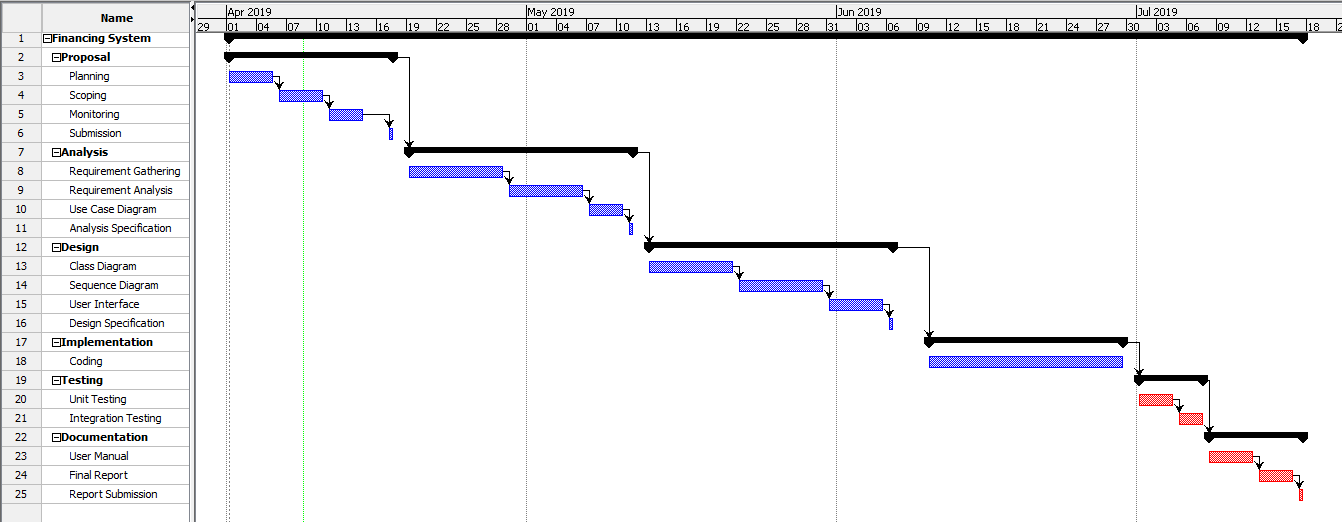 Name
Apr 2019 May 2019 Jun 2019 Jul 2019
29 01 04 07 10 13 16 19 22 25 28 01 04 07 10 13 16 19 22 25 28 31 03 06 09 12 15 18 21 24 27 30 03 06 09 12 15 18
1 Financing System
2 Proposal
3 Planning
4 Scoping
5 Monitoring
6 Submission
7 Analysis
8 Requirement Gathering
9 Requirement Analysis
10 Use Case Diagram
11 Analysis Specification
12 Design
13 Class Diagram
14 Sequence Diagram
15 User Interface
16 Design Specification
17 Implementation
18 Coding
19 Testing
20 Unit Testing
21 Integration Testing
22 Documentation
23 User Manual
24 Final Report
25 Report Submission